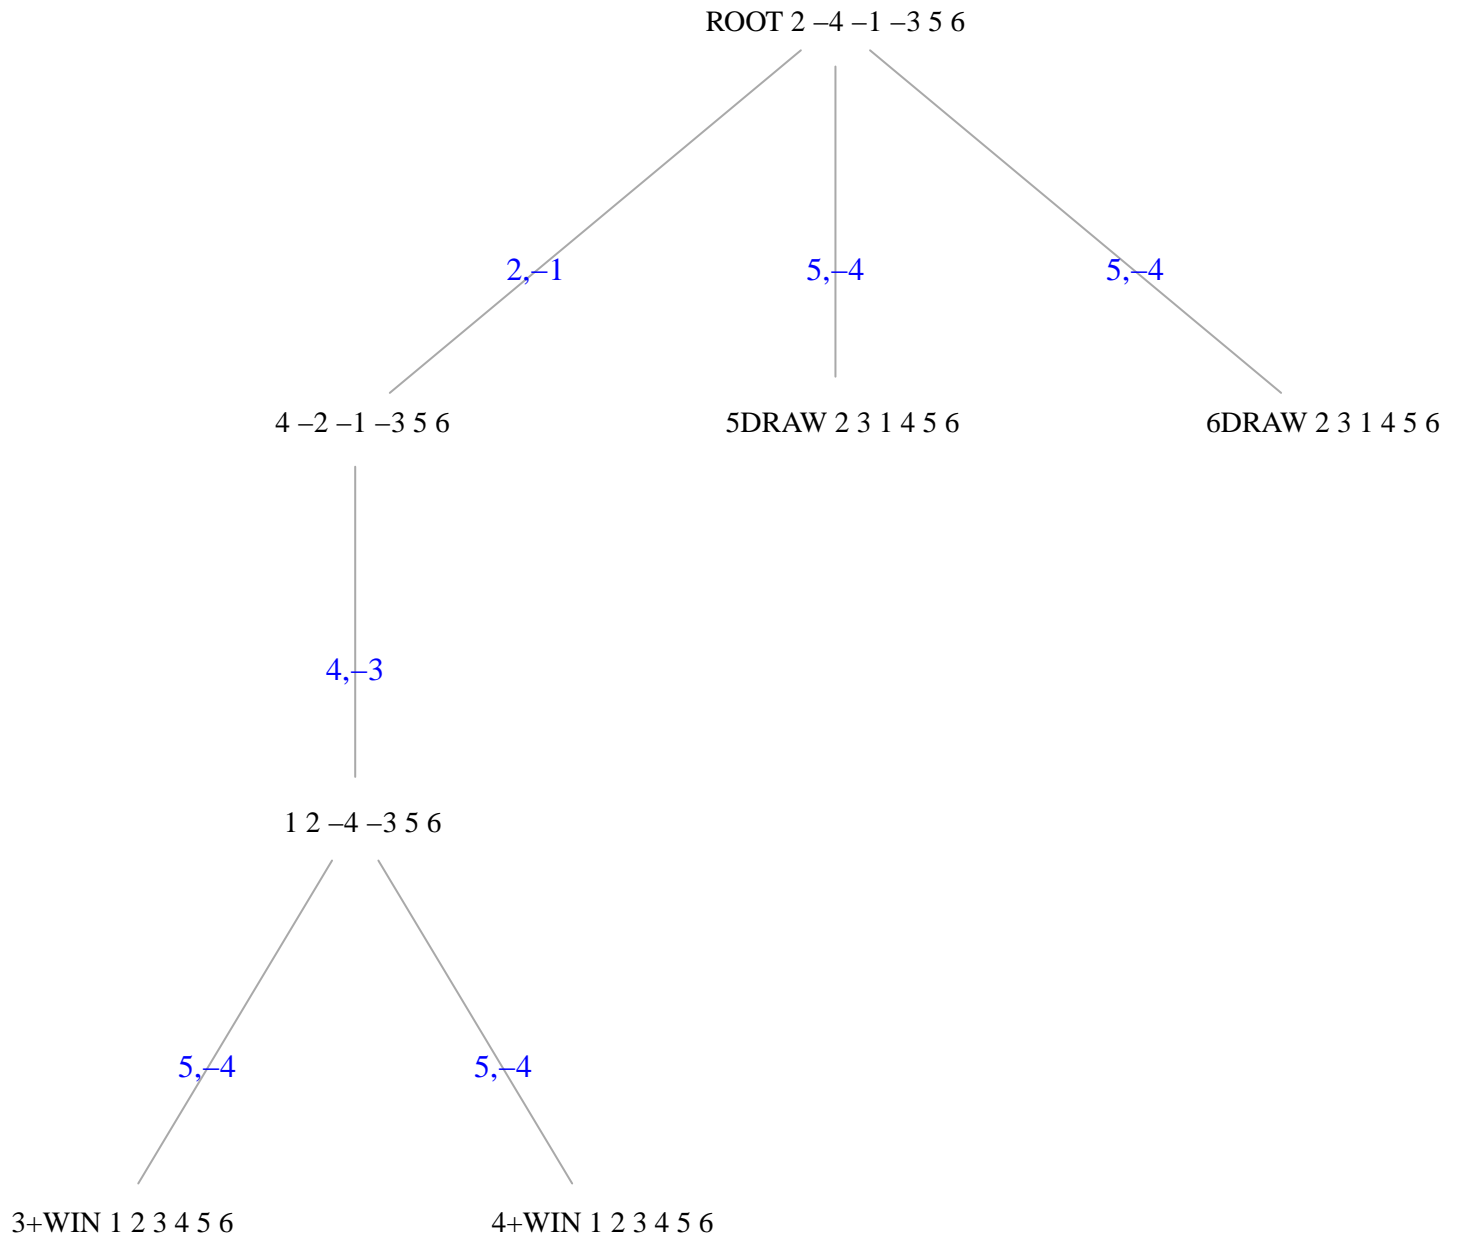 ROOT 2 –4 –1 –3 5 6
2,–1
5,–4
5,–4
4 –2 –1 –3 5 6
5DRAW 2 3 1 4 5 6
6DRAW 2 3 1 4 5 6
4,–3
1 2 –4 –3 5 6
5,–4
5,–4
3+WIN 1 2 3 4 5 6
4+WIN 1 2 3 4 5 6